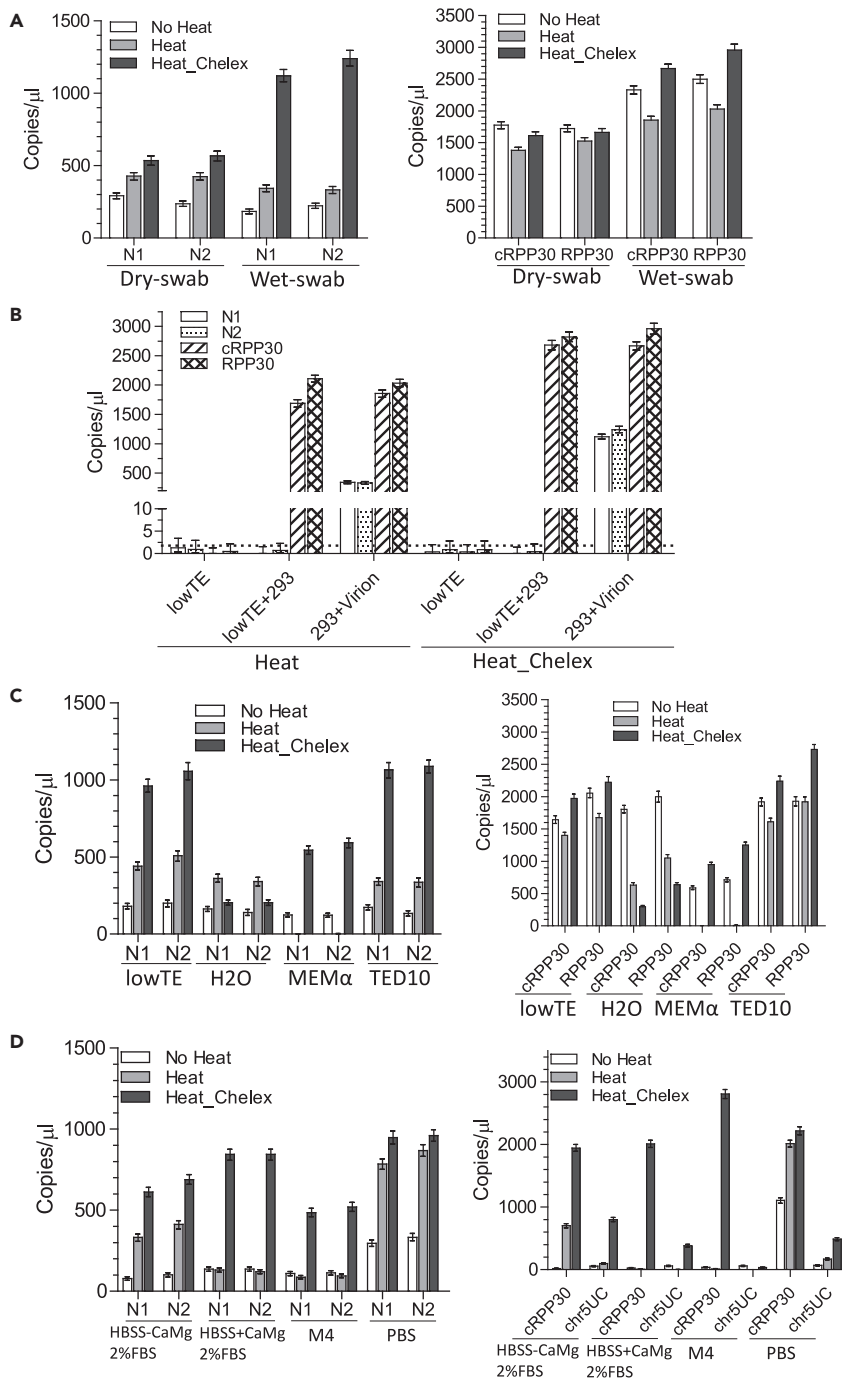 A
1500
1000
500
0
Copies/µl
No Heat
Heat
Heat_Chelex
N1 N2 N1 N2
Dry-swab Wet-swab
3500
3000
2500
2000
1500
1000
500
0
Copies/µl
No Heat
Heat
Heat_Chelex
cRPP30 RPP30 cRPP30 RPP30
Dry-swab Wet-swab
B
3000
2500
2000
1500
1000
500
10
5
0
Copies/µl
N1
N2
cRPP30
RPP30
lowTE lowTE+293 293+Virion lowTE lowTE+293 293+Virion
Heat Heat_Chelex
C
1500
1000
500
0
Copies/µl
No Heat
Heat
Heat_Chelex
N1 N2 N1 N2 N1 N2 N1 N2
lowTE H2O MEMα TED10
3500
3000
2500
2000
1500
1000
500
0
Copies/µl
No Heat
Heat
Heat_Chelex
cRPP30 RPP30 cRPP30 RPP30 cRPP30 RPP30 cRPP30 RPP30
lowTE H2O MEMα TED10
D
1500
1000
500
0
Copies/µl
No Heat
Heat
Heat_Chelex
N1 N2 N1 N2 N1 N2 N1 N2
HBSS-CaMg HBSS+CaMg M4 PBS
2%FBS 2%FBS
3000
2000
1000
0
Copies/µl
No Heat
Heat
Heat_Chelex
cRPP30 chr5UC cRPP30 chr5UC cRPP30 chr5UC cRPP30 chr5UC
HBSS-CaMg HBSS+CaMg M4 PBS
2%FBS 2%FBS